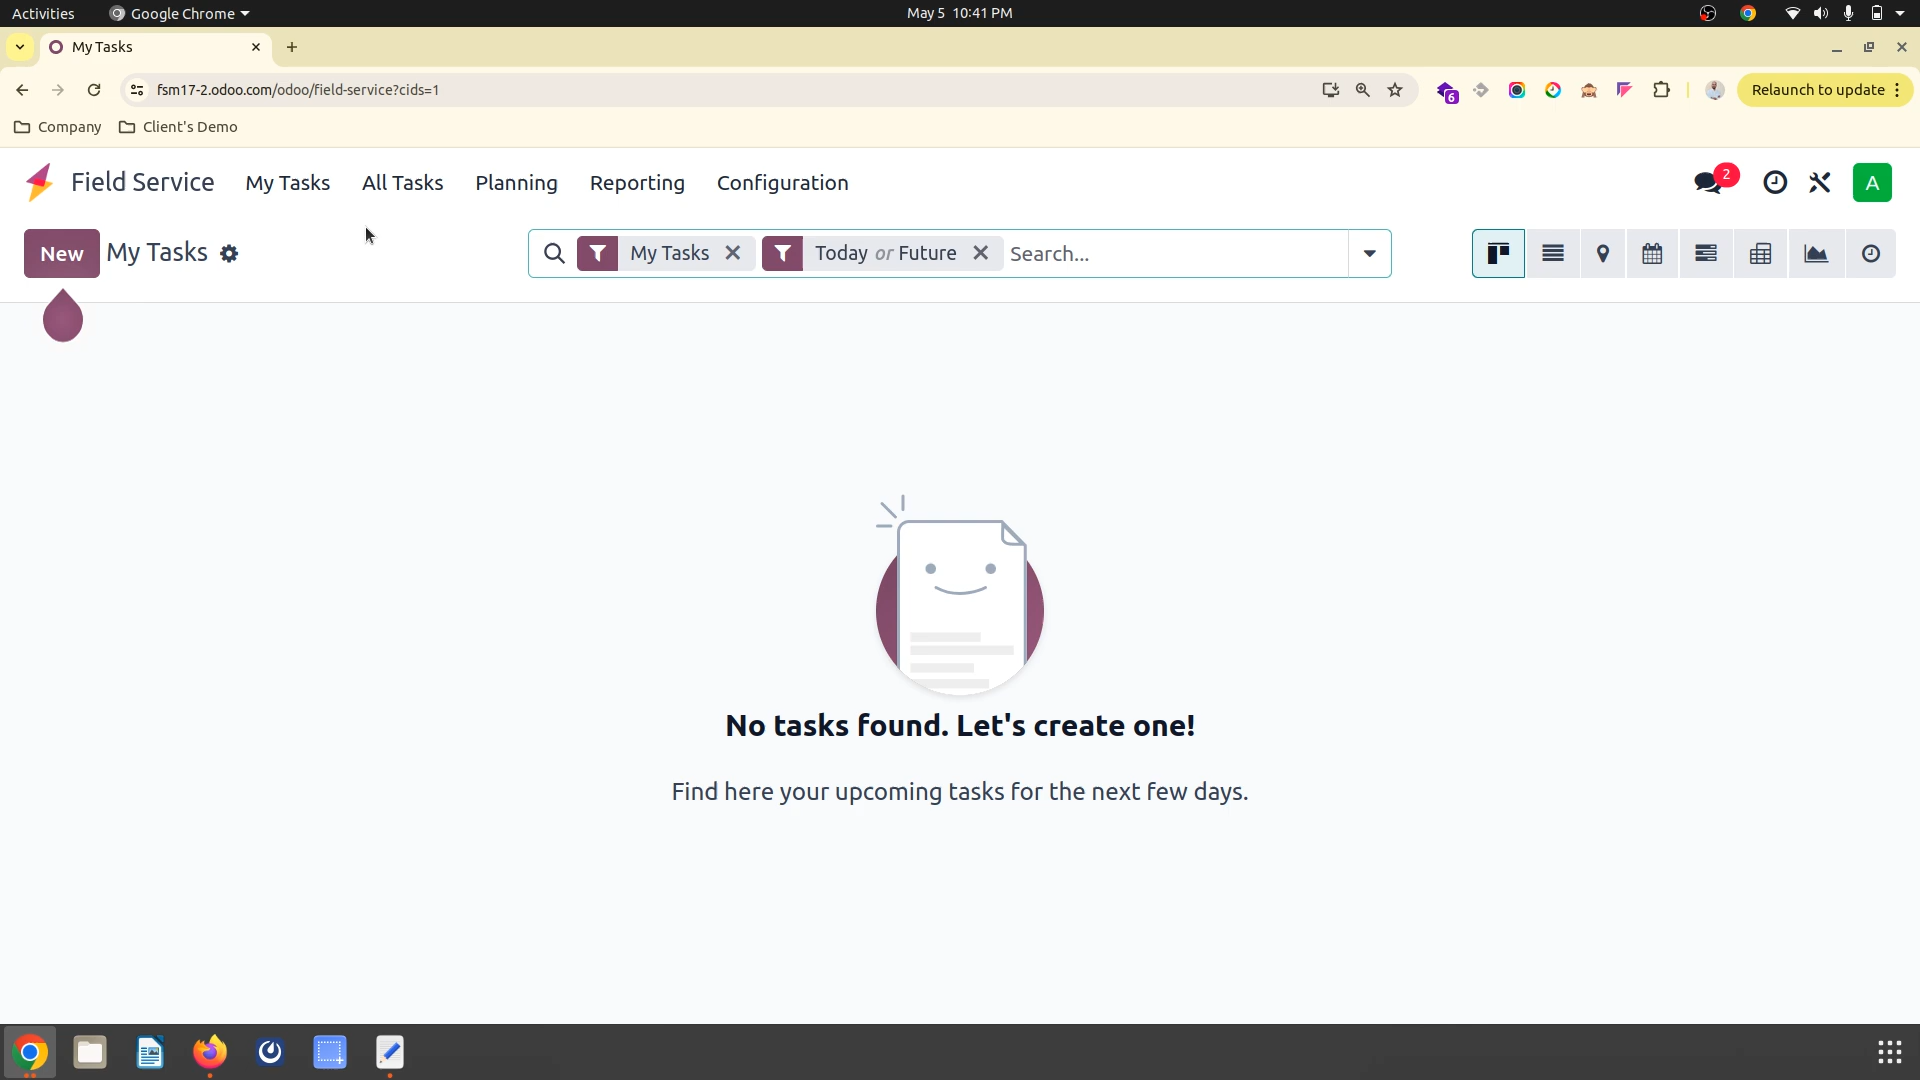 Activities Google Chrome May 5 10:41 PM
My Tasks
fsm17-2.odoo.com/odoo/field-service?cids=1 6 Relaunch to update
Company Client's Demo
Field Service My Tasks All Tasks Planning Reporting Configuration 2 A
New My Tasks My Tasks Today or Future Search...
No tasks found. Let's create one!
Find here your upcoming tasks for the next few days.